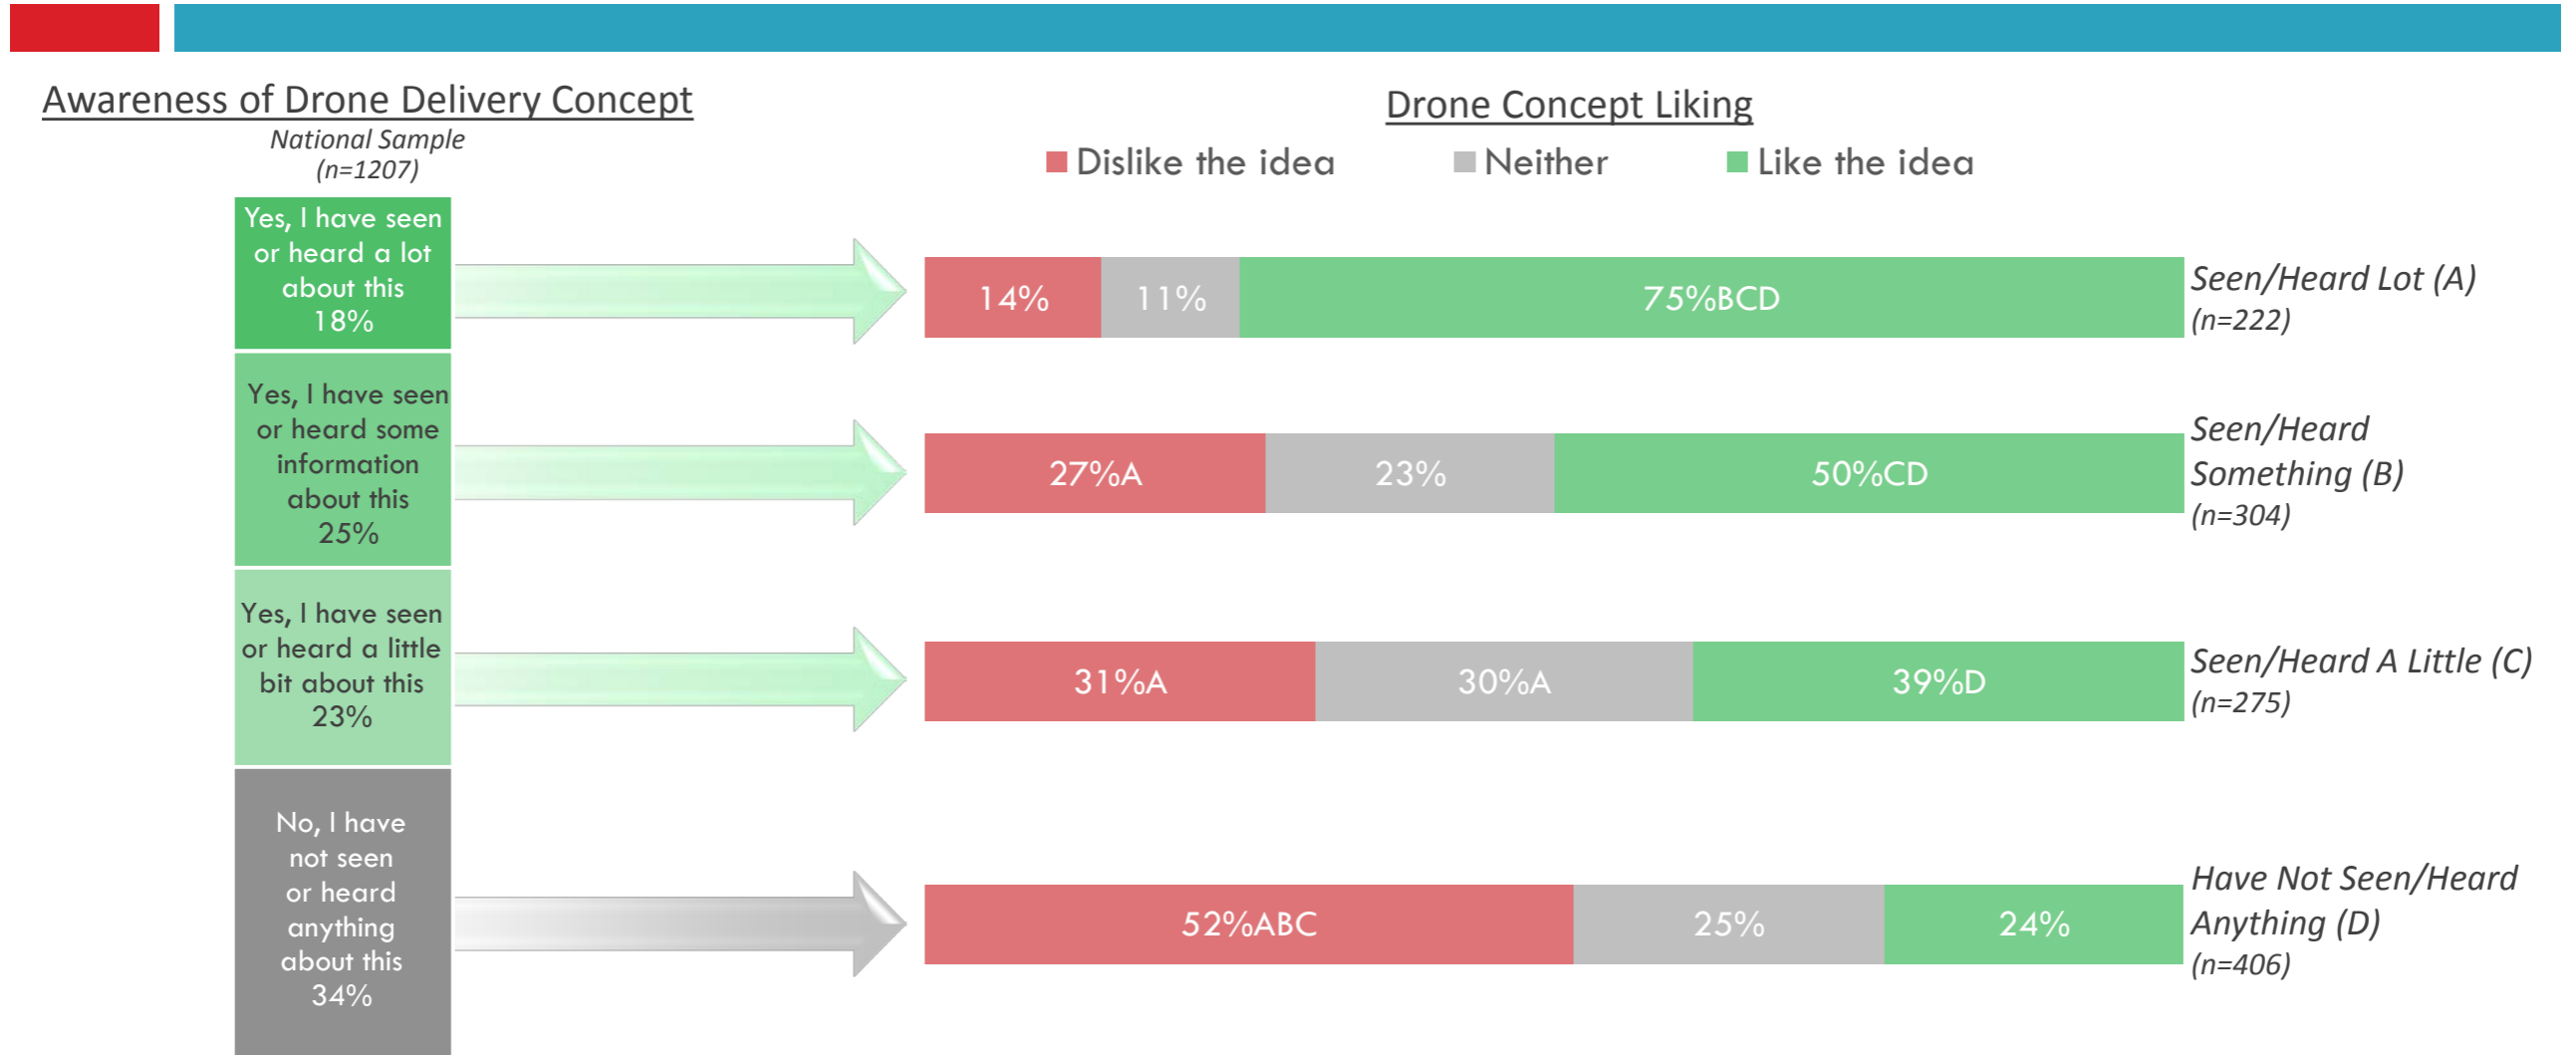 Awareness of Drone Delivery Concept
National Sample
(n=1207)
Yes, I have seen
or heard a lot
about this
18%
Yes, I have seen
or heard some
information
about this
25%
Yes, I have seen
or heard a little
bit about this
23%
No, I have
not seen
or heard
anything
about this
34%
Drone Concept Liking
Dislike the idea Neither Like the idea
14% 11% 75%BCD
Seen/Heard Lot (A)
(n=222)
27%A 23% 50%CD
Seen/Heard
Something (B)
(n=304)
31%A 30%A 39%D
Seen/Heard A Little (C)
(n=275)
52%ABC 25% 24%
Have Not Seen/Heard
Anything (D)
(n=406)